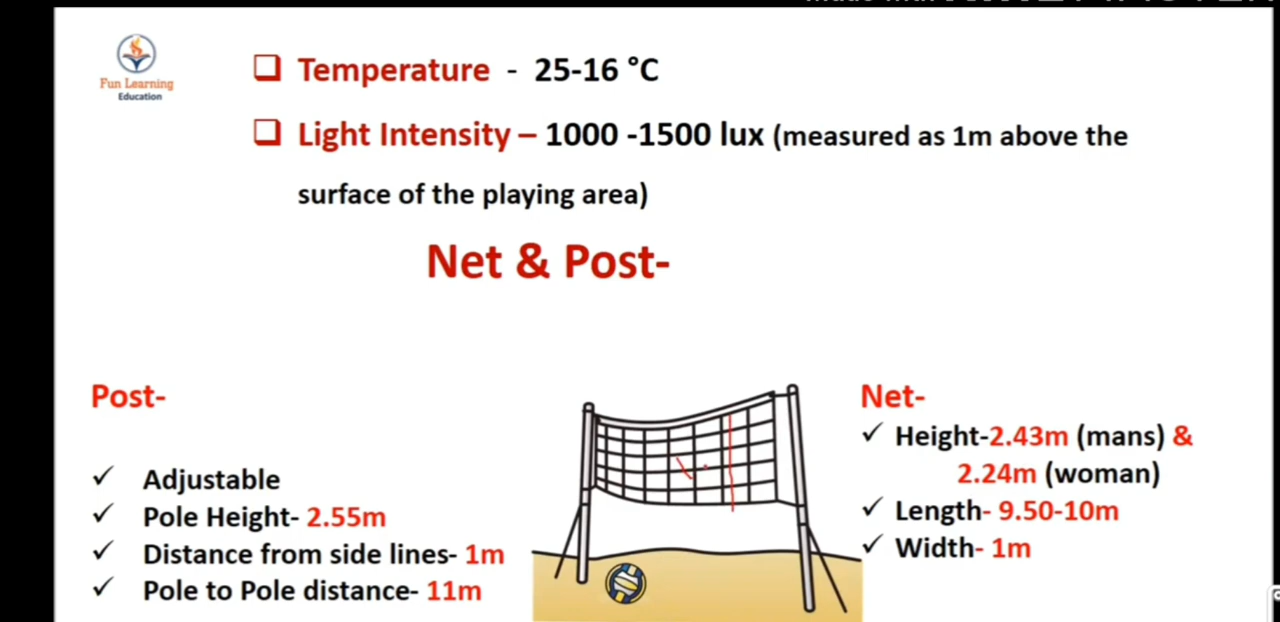 Fun Learning
Education
❑ Temperature - 25-16 °C
❑ Light Intensity – 1000 -1500 lux (measured as 1m above the
surface of the playing area)
Net & Post-
Post-
✓ Adjustable
✓ Pole Height- 2.55m
✓ Distance from side lines- 1m
✓ Pole to Pole distance- 11m
Net-
✓ Height-2.43m (mans) &
2.24m (woman)
✓ Length- 9.50-10m
✓ Width- 1m